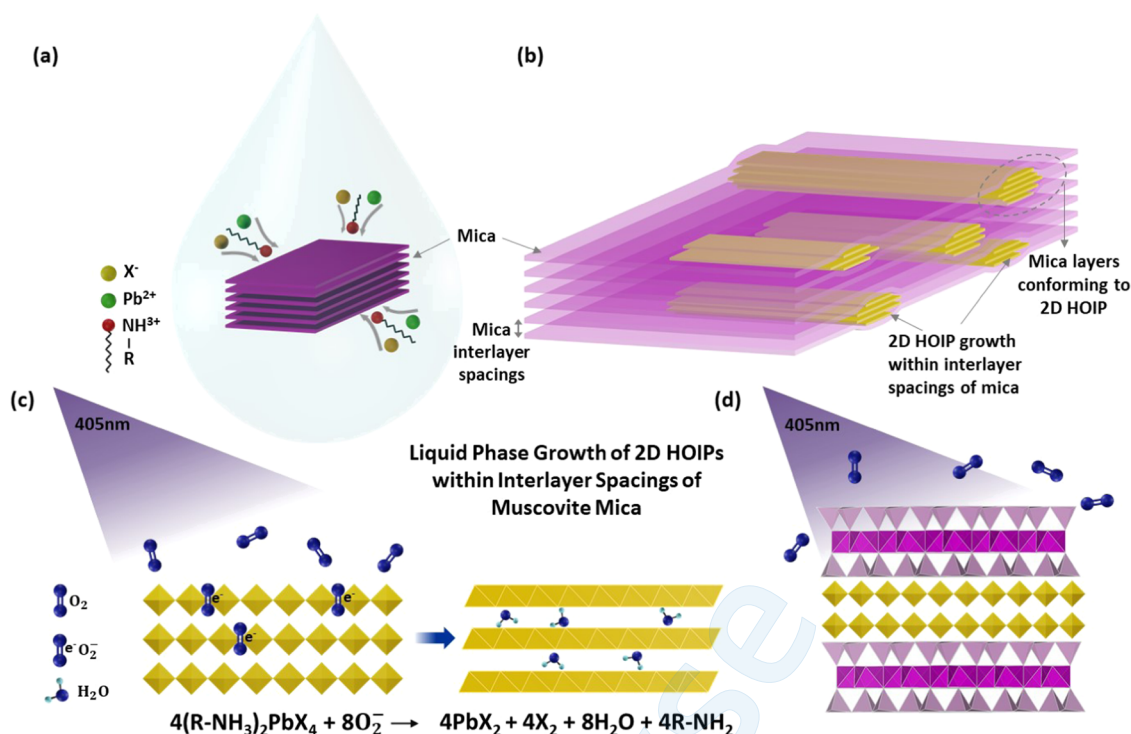 (a)
Mica
X⁻
Pb²⁺
NH³⁺
R
(b)
Mica
interlayer
spacings
Mica layers
conforming to
2D HOIP
2D HOIP growth
within interlayer
spacings of mica
(c)
405nm
Liquid Phase Growth of 2D HOIPs
within Interlayer Spacings of
Muscovite Mica
(d)
405nm
O₂
e⁻ O₂⁻
H₂O
e⁻
e⁻
e⁻
4(R-NH₃)₂PbX₄ + 8O₂⁻ → 4PbX₂ + 4X₂ + 8H₂O + 4R-NH₂